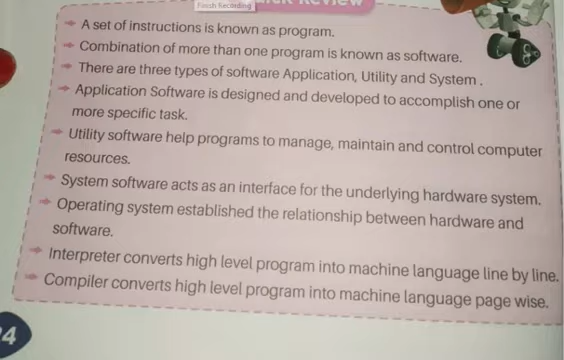 Finish Recording
Review
A set of instructions is known as program.
Combination of more than one program is known as software.
There are three types of software Application, Utility and System .
Application Software is designed and developed to accomplish one or
more specific task.
Utility software help programs to manage, maintain and control computer
resources.
System software acts as an interface for the underlying hardware system.
Operating system established the relationship between hardware and
software.
Interpreter converts high level program into machine language line by line.
Compiler converts high level program into machine language page wise.
4